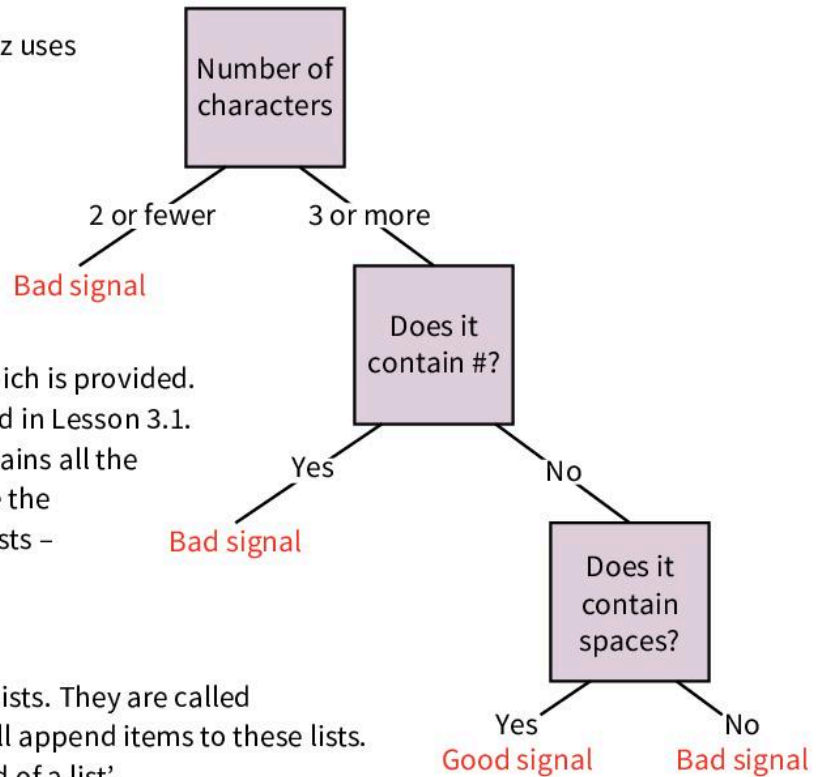 z uses
Number of
characters
2 or fewer
3 or more
Bad signal
Does it
contain #?
ich is provided.
d in Lesson 3.1.
ains all the
the
sts –
Yes
No
Bad signal
Does it
contain
spaces?
ists. They are called
ll append items to these lists.
d of a list’
Yes
No
Good signal
Bad signal